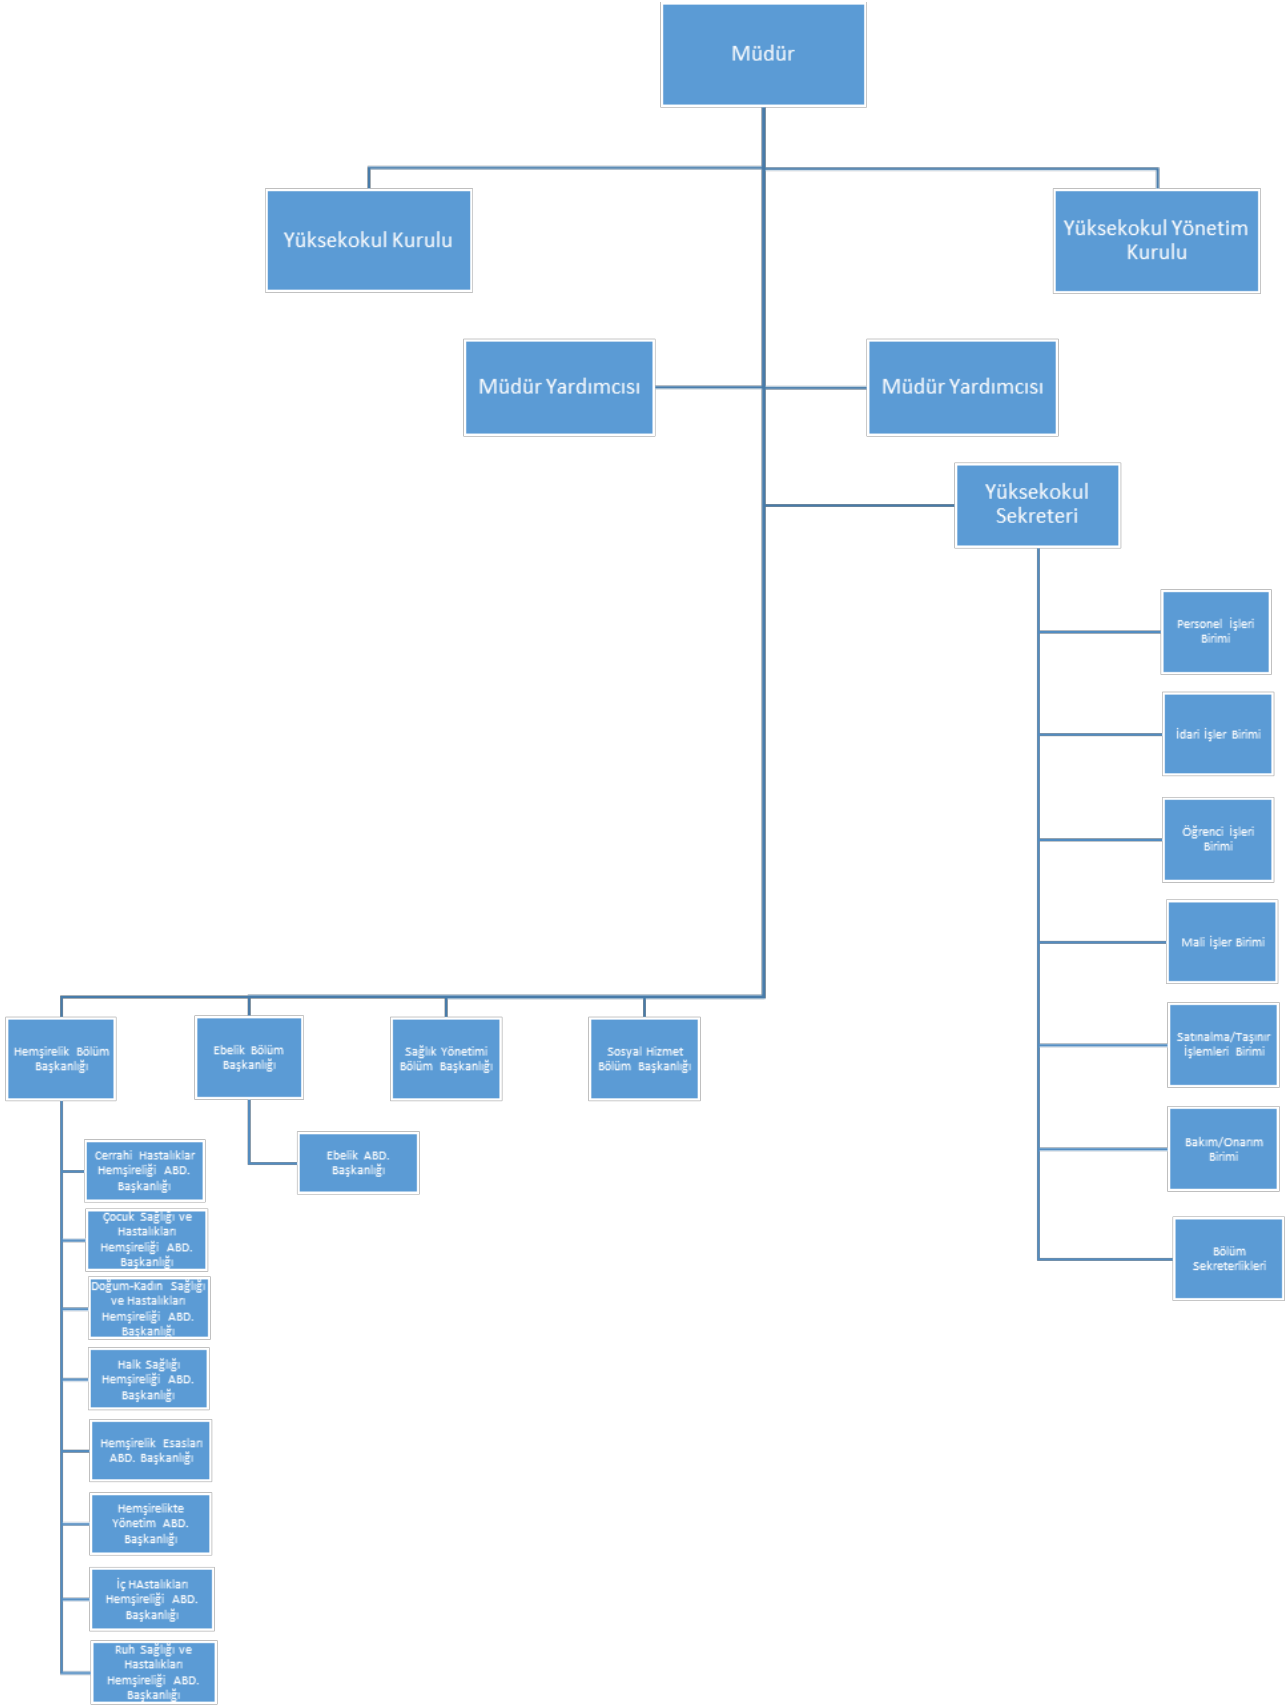 Müdür
Yüksekokul Kurulu
Yüksekokul Yönetim
Kurulu
Müdür Yardımcısı
Müdür Yardımcısı
Yüksekokul
Sekreteri
Personel İşleri
Birimi
İdari İşler Birimi
Öğrenci İşleri
Birimi
Mali İşler Birimi
Satınalma/Taşınır
İşlemleri Birimi
Bakım/Onarım
Birimi
Bölüm
Sekreterlikleri
Hemşirelik Bölüm
Başkanlığı
Ebelik Bölüm
Başkanlığı
Sağlık Yönetimi
Bölüm Başkanlığı
Sosyal Hizmet
Bölüm Başkanlığı
Ebelik ABD.
Başkanlığı
Cerrahi Hastalıklar
Hemşireliği ABD.
Başkanlığı
Çocuk Sağlığı ve
Hastalıkları
Hemşireliği ABD.
Başkanlığı
Doğum-Kadın Sağlığı
ve Hastalıkları
Hemşireliği ABD.
Başkanlığı
Halk Sağlığı
Hemşireliği ABD.
Başkanlığı
Hemşirelik Esasları
ABD. Başkanlığı
Hemşirelikte
Yönetim ABD.
Başkanlığı
İç HAstalıkları
Hemşireliği ABD.
Başkanlığı
Ruh Sağlığı ve
Hastalıkları
Hemşireliği ABD.
Başkanlığı